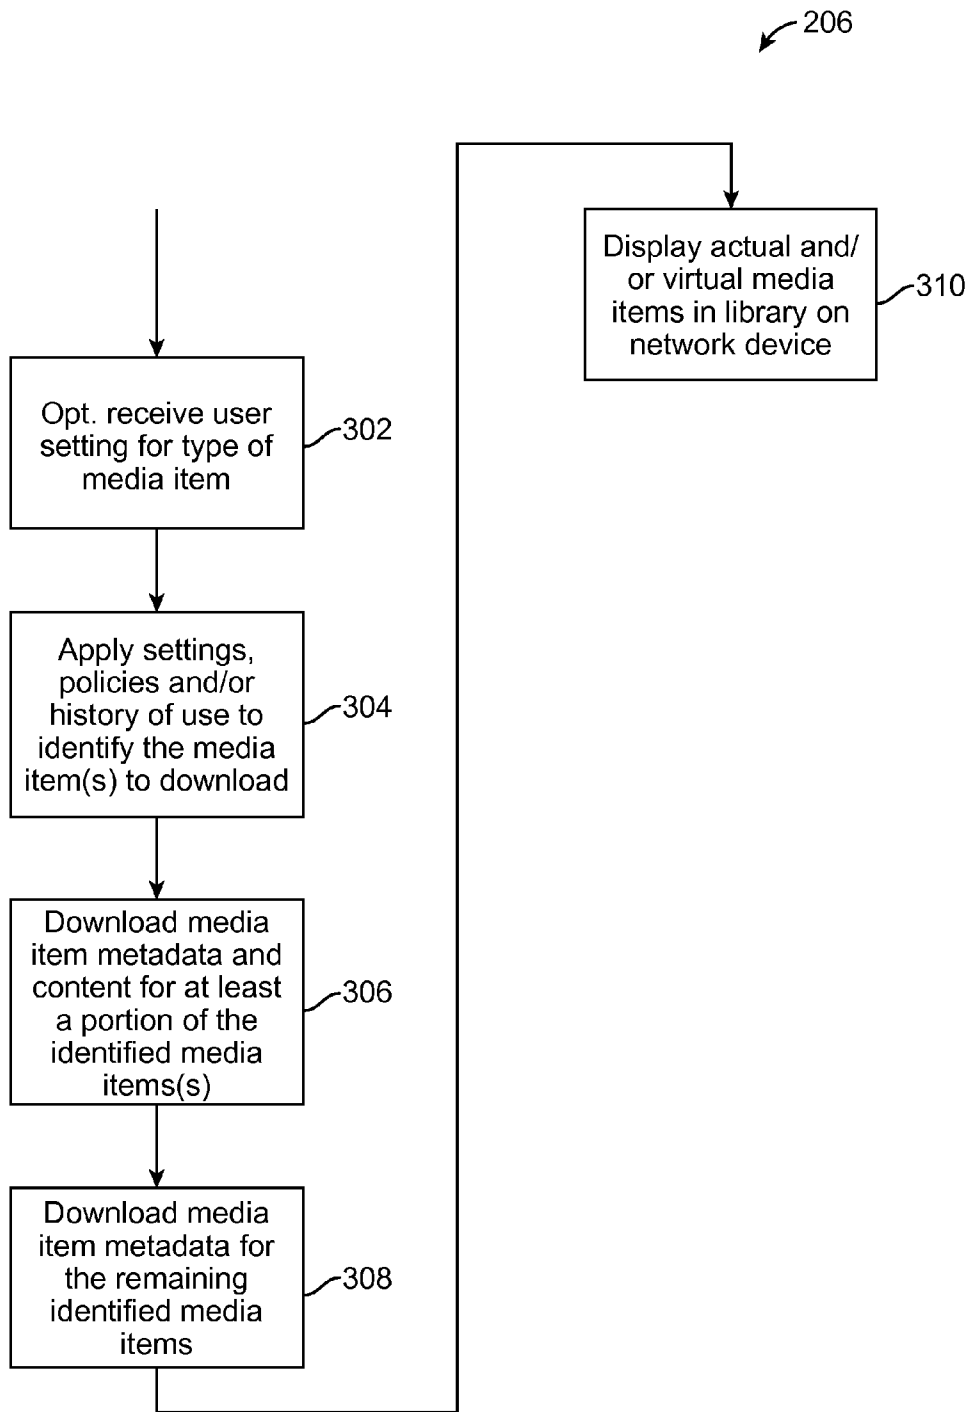 206
Opt. receive user
setting for type of
media item
302
Apply settings,
policies and/or
history of use to
identify the media
item(s) to download
304
Download media
item metadata and
content for at least
a portion of the
identified media
items(s)
306
Download media
item metadata for
the remaining
identified media
items
308
Display actual and/
or virtual media
items in library on
network device
310